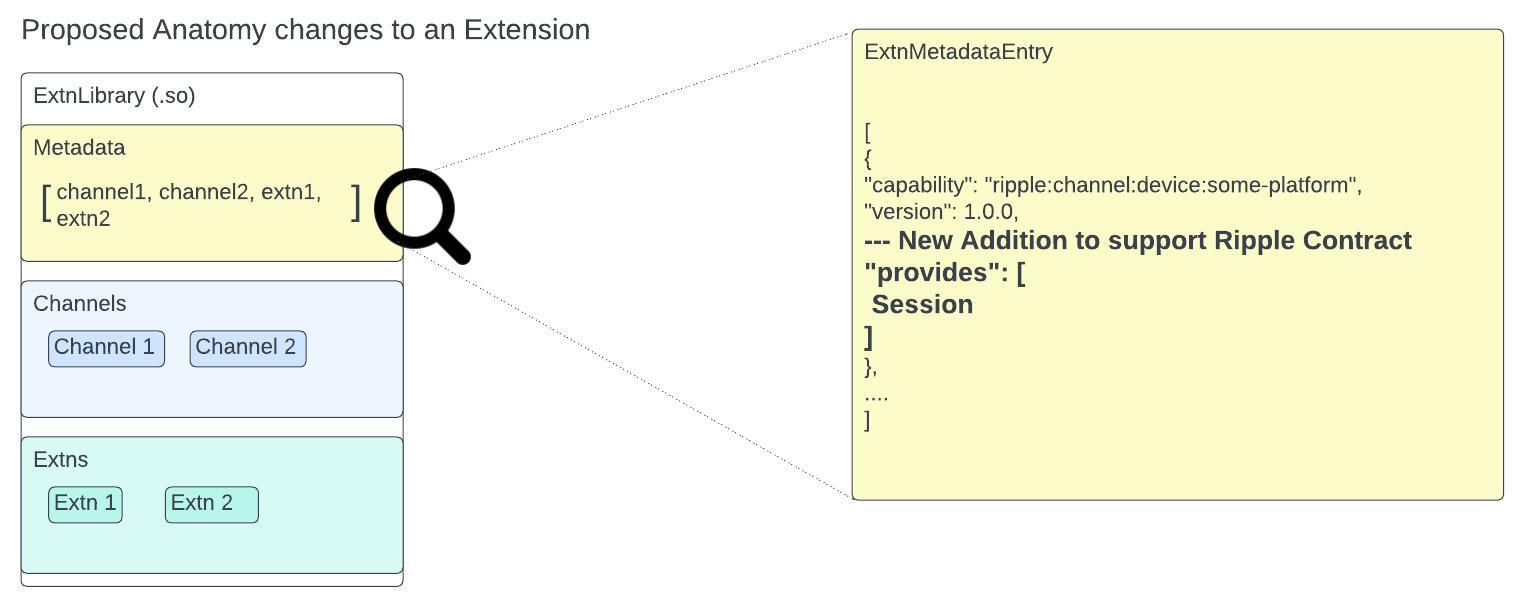 Proposed Anatomy changes to an Extension
ExtnLibrary (.so)
Metadata
[ channel1, channel2, extn1, ]
extn2
Channels
Channel 1
Channel 2
Extns
Extn 1
Extn 2
ExtnMetadataEntry
[
{
"capability": "ripple:channel:device:some-platform",
"version": 1.0.0,
--- New Addition to support Ripple Contract
"provides": [
Session
]
},
....
]